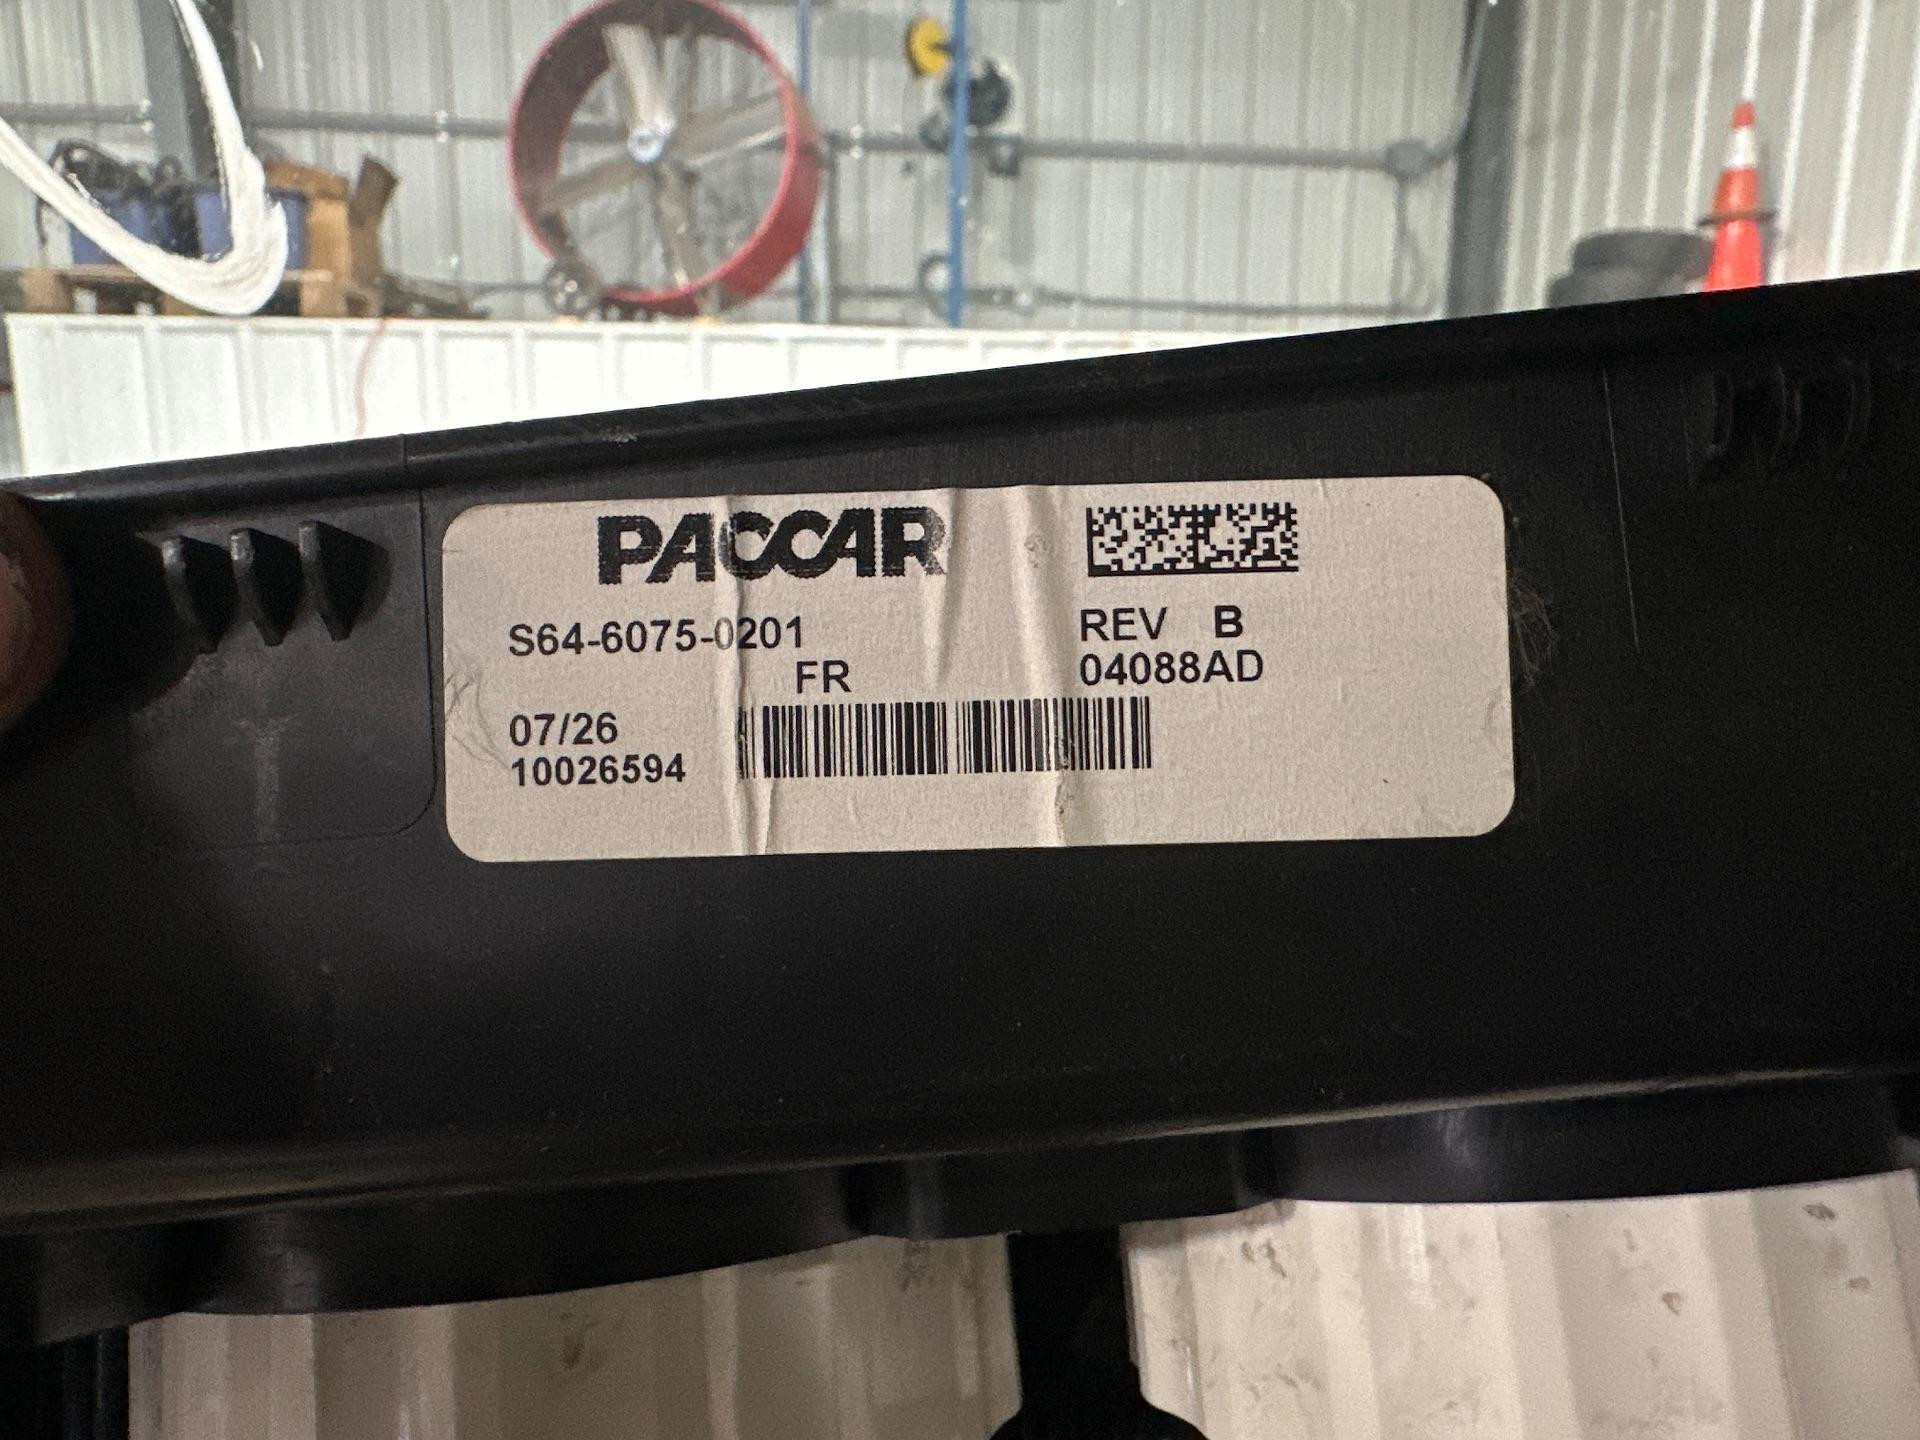 PACCAR
S64-6075-0201
FR
REV B
04088AD
07/26
10026594